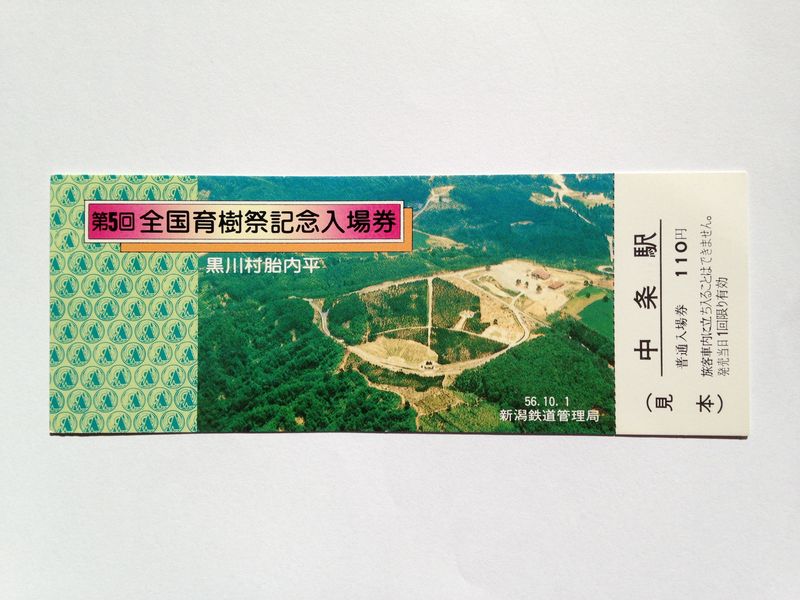 第5回 全国育樹祭記念入場券
黒川村胎内平
56.10.1
新潟鉄道管理局
(見本)
中条駅
普通入場券 110円
旅客車内に立ち入ることはできません。
発売当日1回限り有効